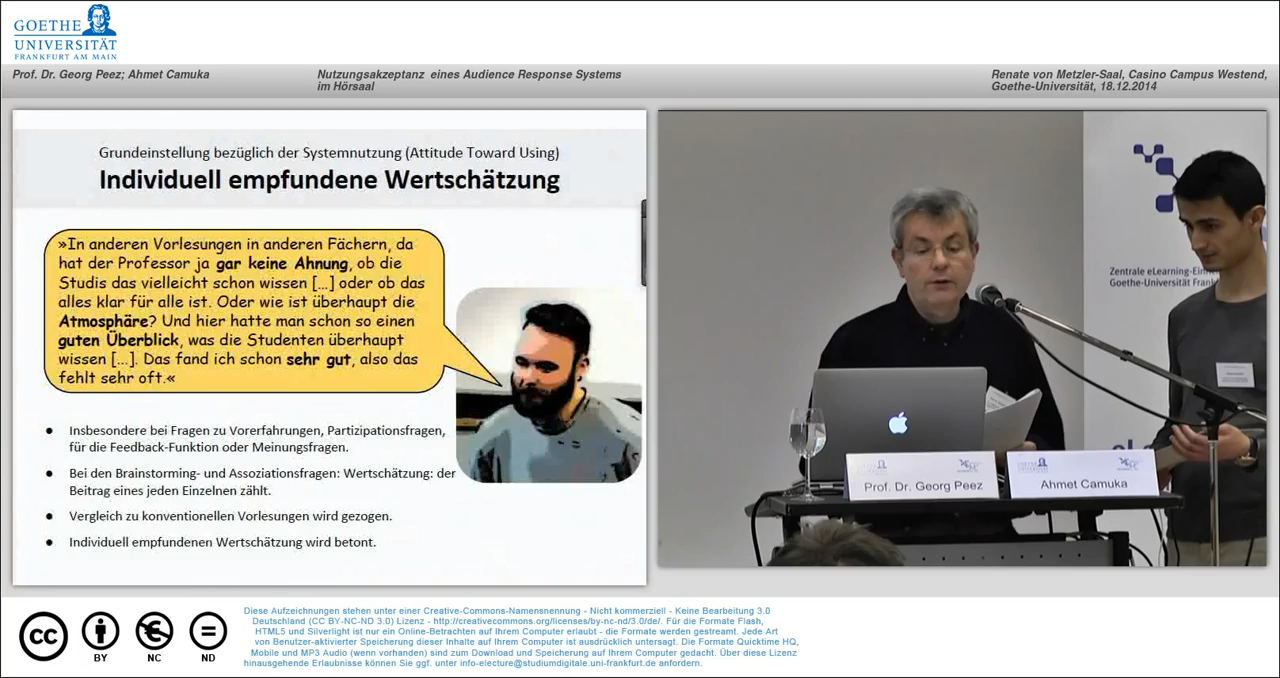 GOETHE
UNIVERSITÄT
FRANKFURT AM MAIN
Prof. Dr. Georg Peez; Ahmet Camuka
Nutzungsakzeptanz eines Audience Response Systems
im Hörsaal
Renate von Metzler-Saal, Casino Campus Westend,
Goethe-Universität, 18.12.2014
Grundeinstellung bezüglich der Systemnutzung (Attitude Toward Using)
Individuell empfundene Wertschätzung
»In anderen Vorlesungen in anderen Fächern, da
hat der Professor ja gar keine Ahnung, ob die
Studis das vielleicht schon wissen [...] oder ob das
alles klar für alle ist. Oder wie ist überhaupt die
Atmosphäre? Und hier hatte man schon so einen
guten Überblick, was die Studenten überhaupt
wissen [...]. Das fand ich schon sehr gut, also das
fehlt sehr oft.«
● Insbesondere bei Fragen zu Vorerfahrungen, Partizipationsfragen,
für die Feedback-Funktion oder Meinungsfragen.
● Bei den Brainstorming- und Assoziationsfragen: Wertschätzung: der
Beitrag eines jeden Einzelnen zählt.
● Vergleich zu konventionellen Vorlesungen wird gezogen.
● Individuell empfundenen Wertschätzung wird betont.
Zentrale eLearning-Ein
Goethe-Universität Frank
Prof. Dr. Georg Peez
Ahmet Camuka
cc
BY
NC
ND
Diese Aufzeichnungen stehen unter einer Creative-Commons-Namensnennung - Nicht kommerziell - Keine Bearbeitung 3.0
Deutschland (CC BY-NC-ND 3.0) Lizenz - http://creativecommons.org/licenses/by-nc-nd/3.0/de/. Für die Formate Flash,
HTML5 und Silverlight ist nur ein Online-Betrachten auf Ihrem Computer erlaubt - die Formate werden gestreamt. Jede Art
von Benutzer-aktivierter Speicherung dieser Inhalte auf Ihrem Computer ist ausdrücklich untersagt. Die Formate Quicktime HQ,
Mobile und MP3 Audio (wenn vorhanden) sind zum Download und Speicherung auf Ihrem Computer gedacht. Über diese Lizenz
hinausgehende Erlaubnisse können Sie ggf. unter info-electure@studiumdigitale.uni-frankfurt.de anfordern.